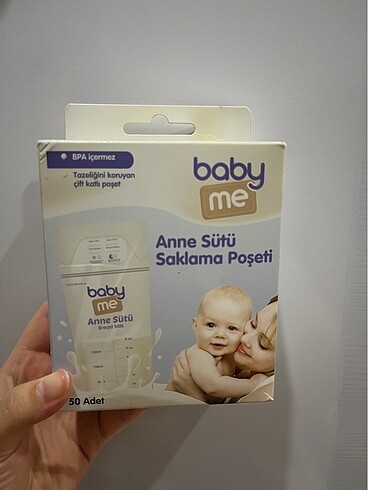 BPA içermez
Tazeliğini koruyan
çift katlı poşet
baby
me
Anne Sütü
Saklama Poşeti
baby
me
Anne Sütü
Breast Milk
50 Adet